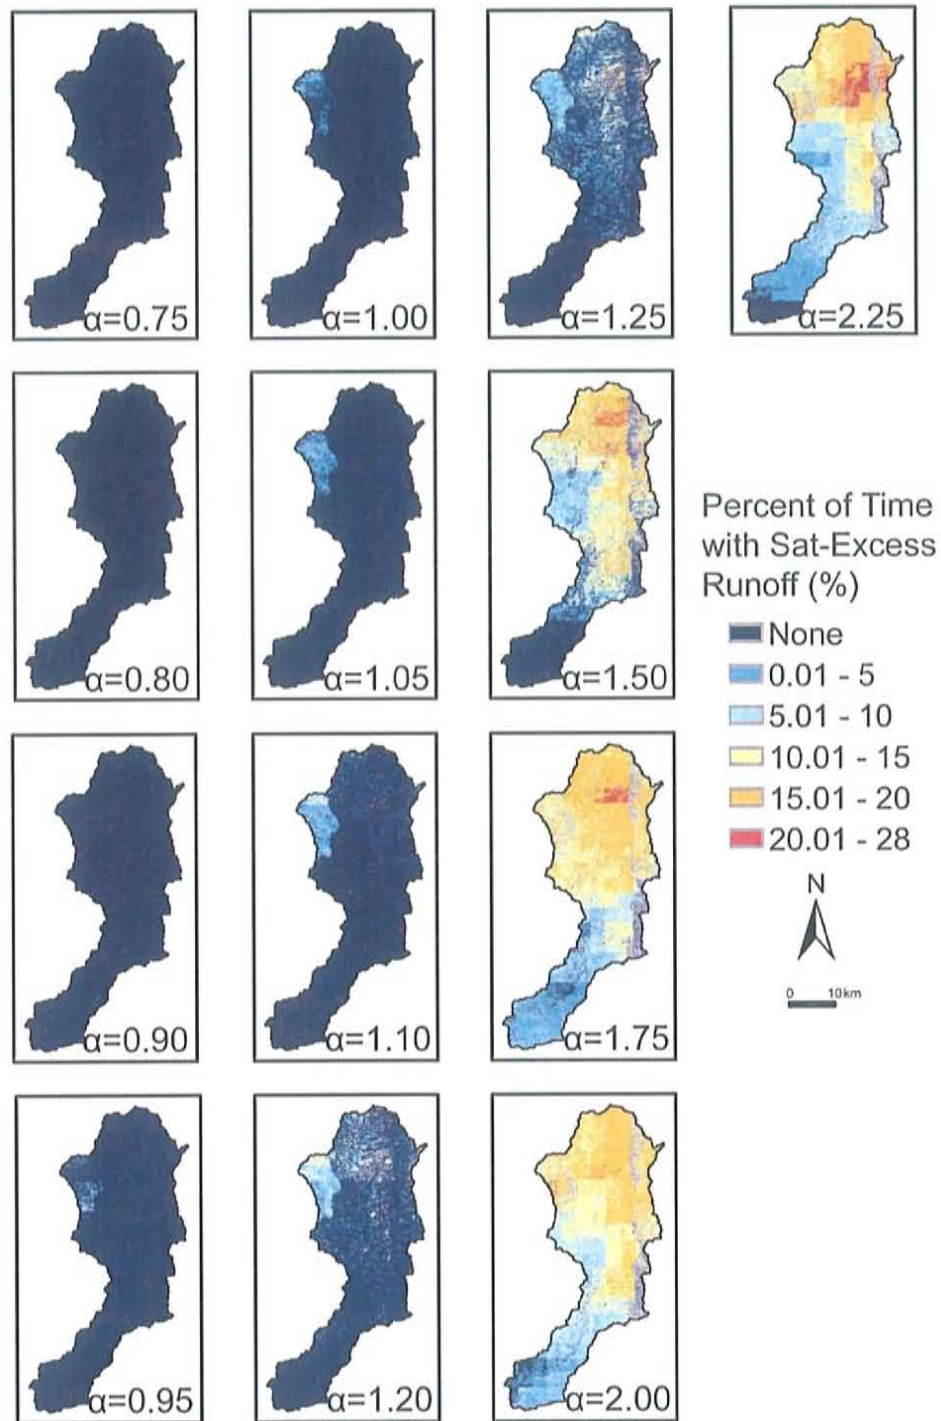 α=0.75
α=1.00
α=1.25
α=2.25
α=0.80
α=1.05
α=1.50
α=0.90
α=1.10
α=1.75
α=0.95
α=1.20
α=2.00
Percent of Time
with Sat-Excess
Runoff (%)
None
0.01 - 5
5.01 - 10
10.01 - 15
15.01 - 20
20.01 - 28
N
0 10km